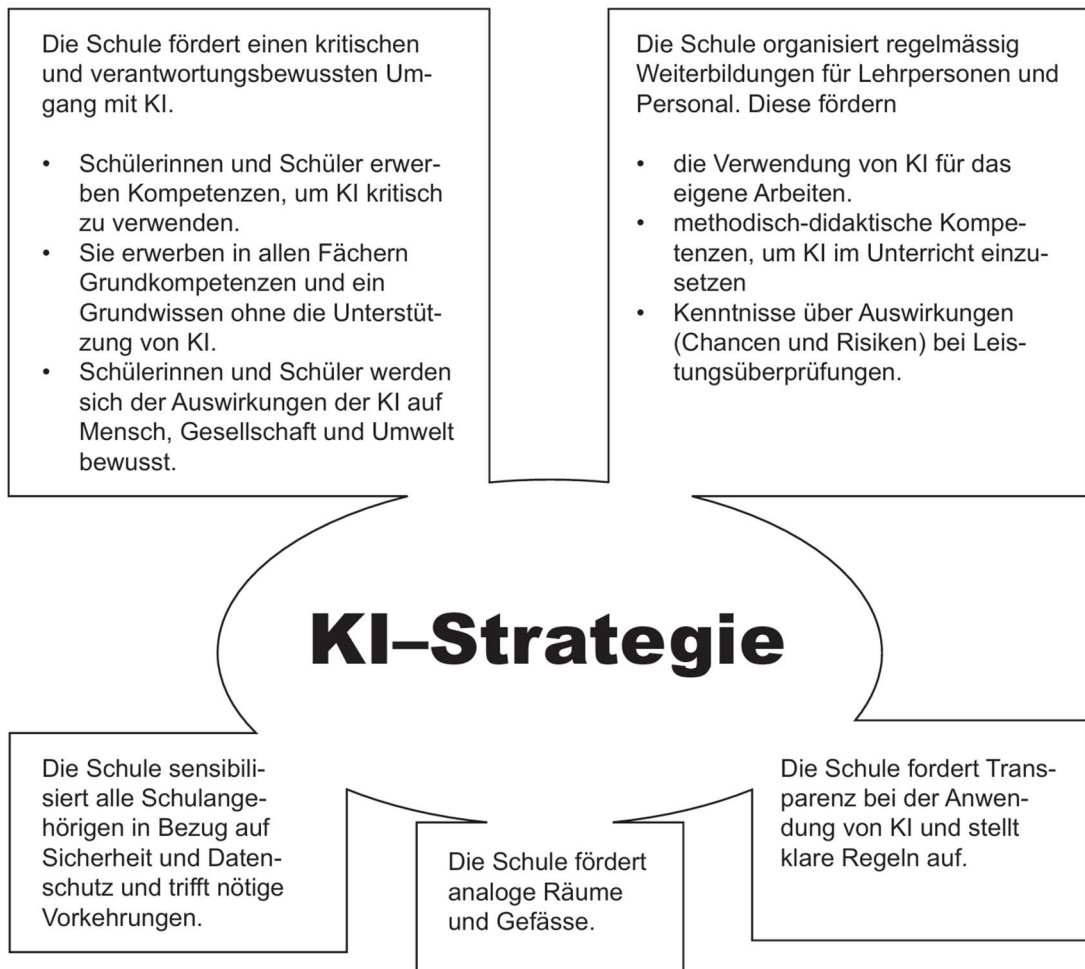 Die Schule fördert einen kritischen
und verantwortungsbewussten Um-
gang mit KI.
• Schülerinnen und Schüler erwer-
ben Kompetenzen, um KI kritisch
zu verwenden.
• Sie erwerben in allen Fächern
Grundkompetenzen und ein
Grundwissen ohne die Unterstüt-
zung von KI.
• Schülerinnen und Schüler werden
sich der Auswirkungen der KI auf
Mensch, Gesellschaft und Umwelt
bewusst.
Die Schule organisiert regelmässig
Weiterbildungen für Lehrpersonen und
Personal. Diese fördern
• die Verwendung von KI für das
eigene Arbeiten.
• methodisch-didaktische Kompe-
tenzen, um KI im Unterricht einzu-
setzen
• Kenntnisse über Auswirkungen
(Chancen und Risiken) bei Leis-
tungsüberprüfungen.
KI–Strategie
Die Schule sensibili-
siert alle Schulange-
hörigen in Bezug auf
Sicherheit und Daten-
schutz und trifft nötige
Vorkehrungen.
Die Schule fördert
analoge Räume
und Gefässe.
Die Schule fordert Trans-
parenz bei der Anwen-
dung von KI und stellt
klare Regeln auf.